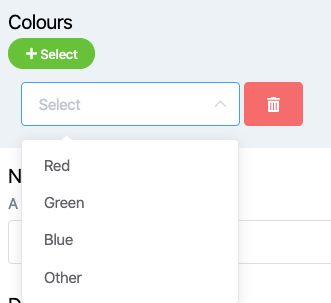 Colours
+ Select
Select
Red
Green
Blue
Other
N
A